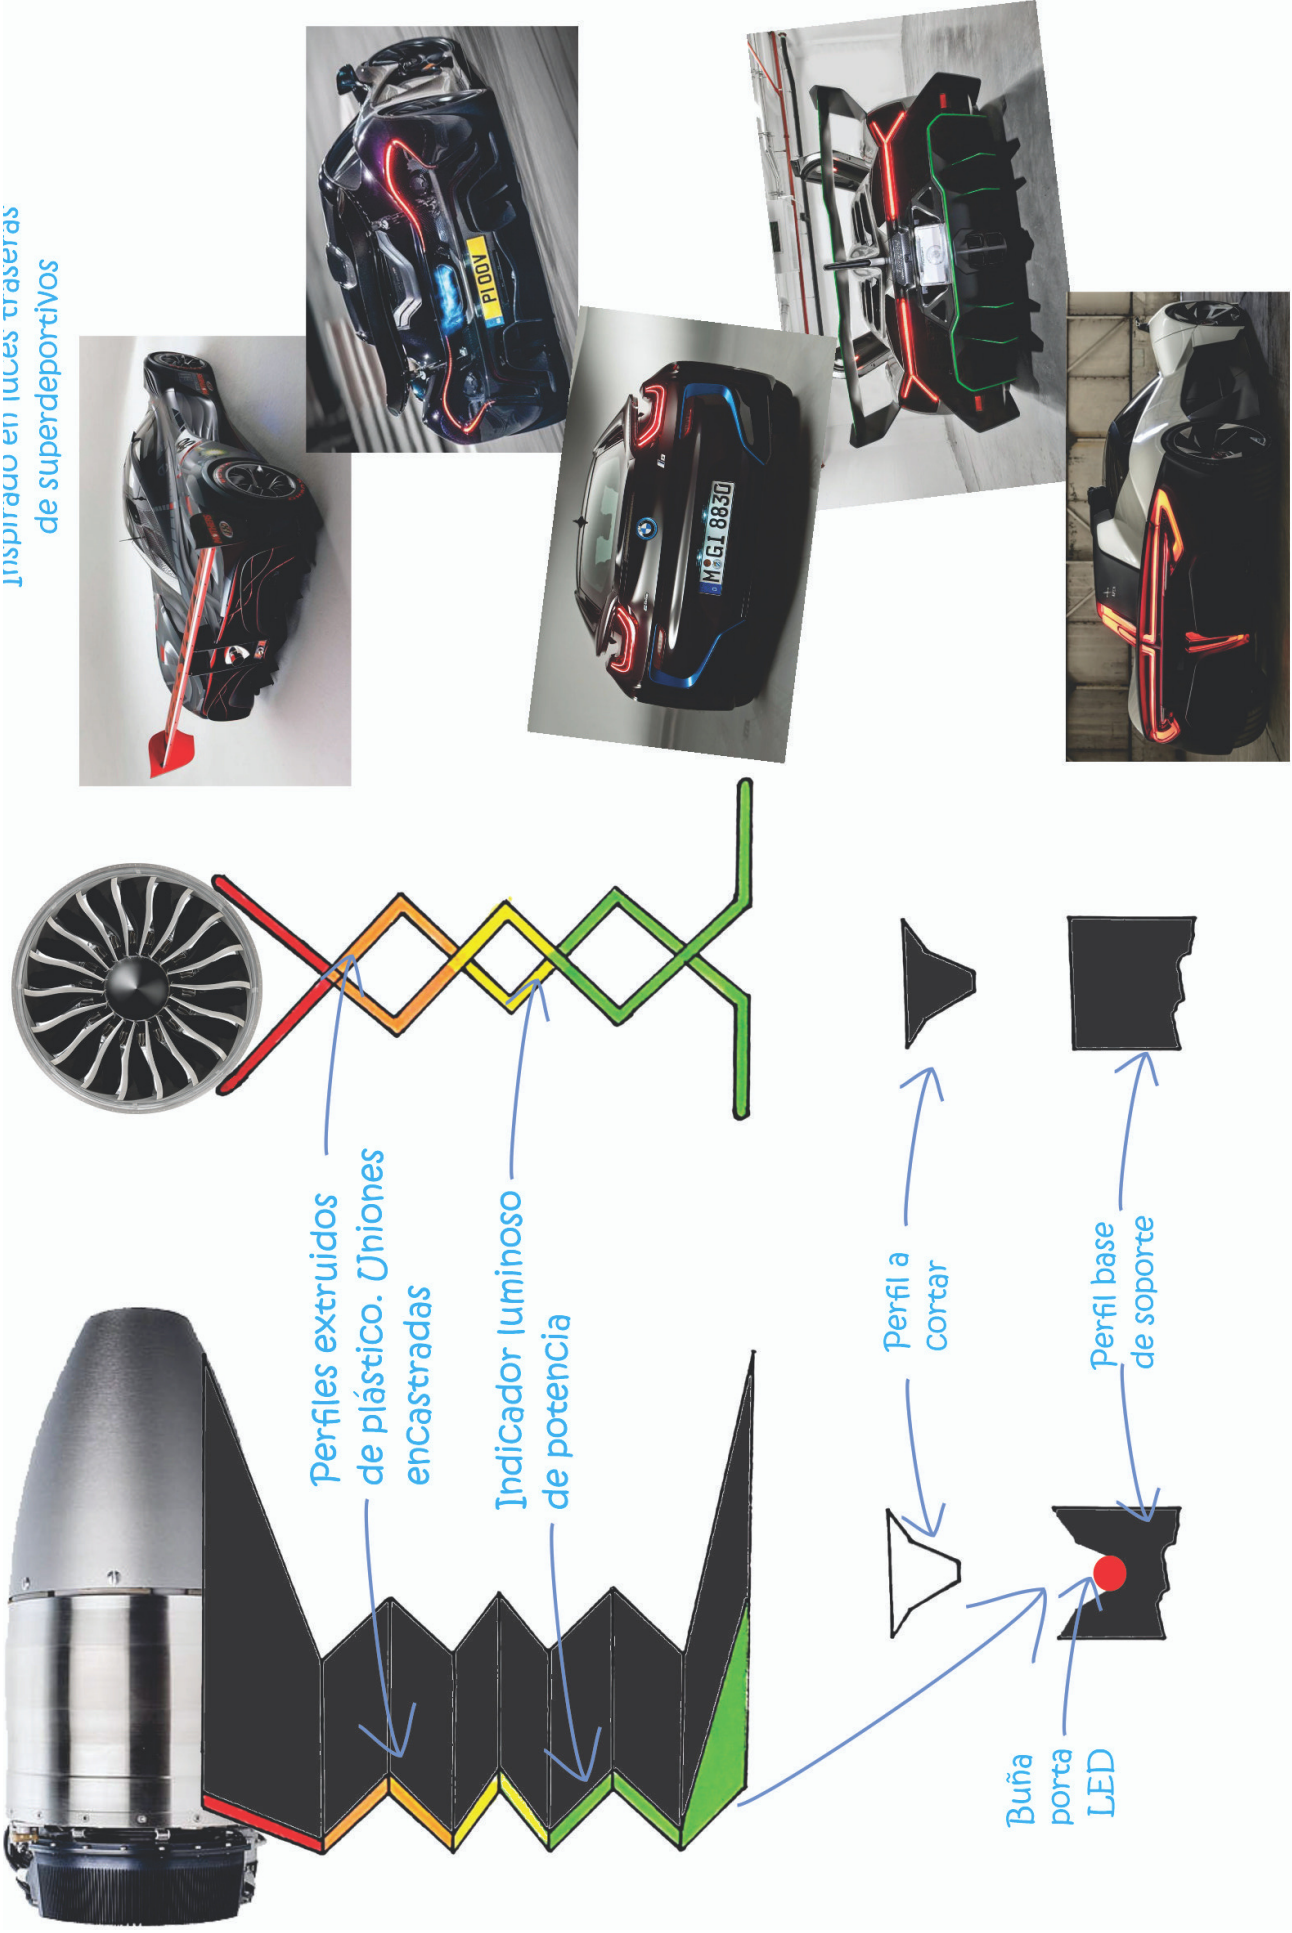 Inspirado en luces traseras
de superdeportivos
P1 OOV
M GI 8830
Perfiles extruidos
de plástico. Uniones
encastradas
Indicador luminoso
de potencia
Perfil a
cortar
Perfil base
de soporte
Buña
porta
LED